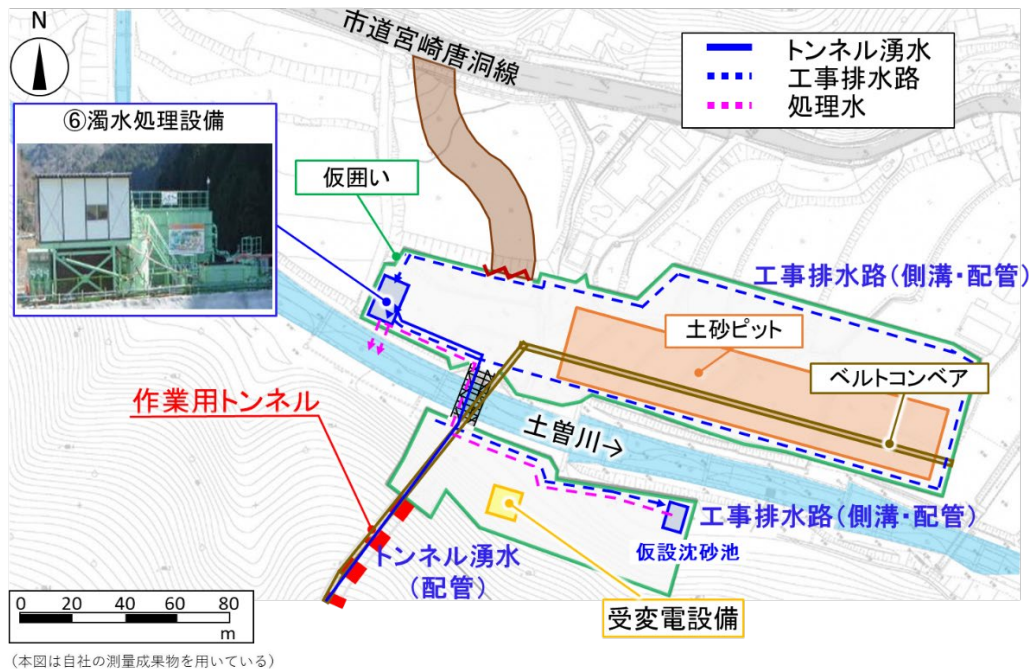 N
市道宮崎唐洞線
トンネル湧水
工事排水路
処理水
⑥濁水処理設備
仮囲い
工事排水路(側溝・配管)
土砂ピット
ベルトコンベア
作業用トンネル
土曽川→
工事排水路(側溝・配管)
仮設沈砂池
トンネル湧水
(配管)
受変電設備
0 20 40 60 80
m
(本図は自社の測量成果物を用いている)